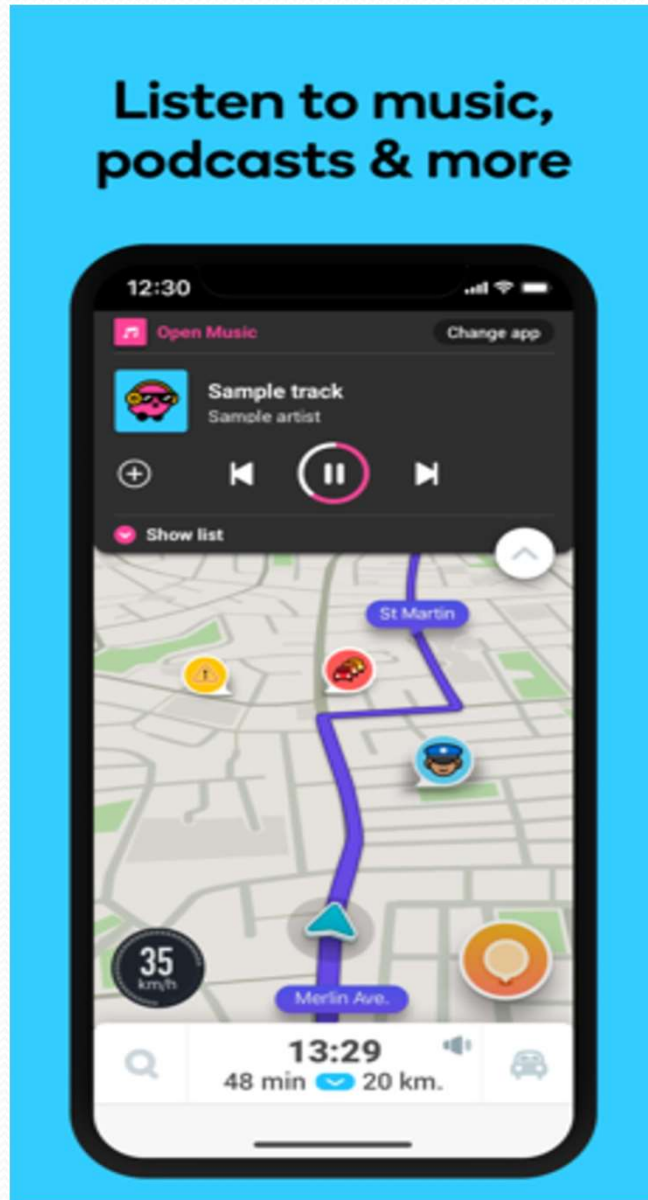 Listen to music,
podcasts & more
12:30
Open Music
Change app
Sample track
Sample artist
Show list
St Martin
35
km/h
Merlin Ave.
13:29
48 min 20 km.